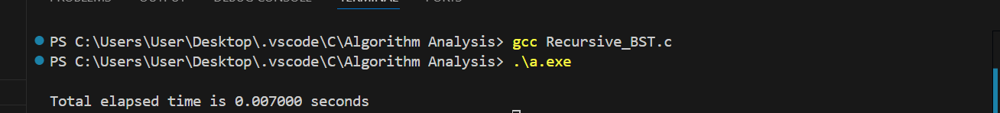 PROBLEMS OUTPUT DEBUG CONSOLE TERMINAL PORTS
PS C:\Users\User\Desktop\.vscode\C\Algorithm Analysis> gcc Recursive_BST.c
PS C:\Users\User\Desktop\.vscode\C\Algorithm Analysis> .\a.exe
Total elapsed time is 0.007000 seconds